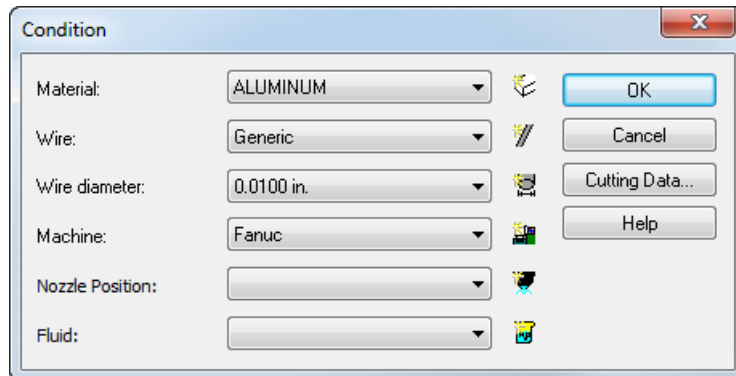 Condition
Material: ALUMINUM OK
Wire: Generic Cancel
Wire diameter: 0.0100 in. Cutting Data...
Machine: Fanuc Help
Nozzle Position:
Fluid: